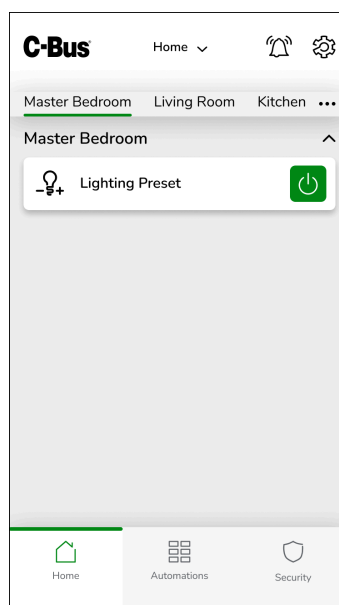 C-Bus
Home
Master Bedroom Living Room Kitchen •••
Master Bedroom
Lighting Preset
Home Automations Security